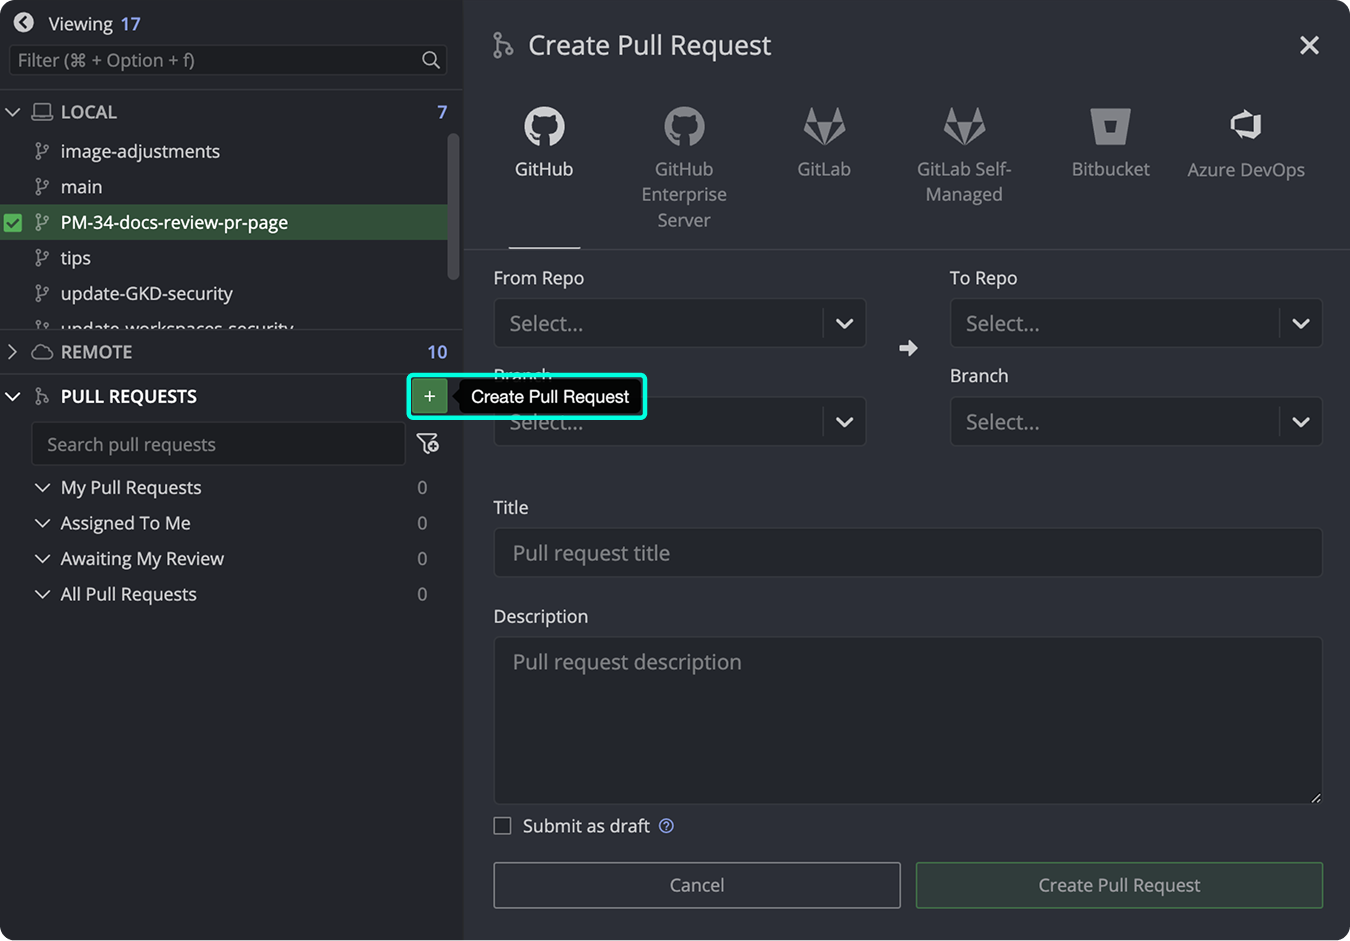 Viewing 17
Filter (⌘ + Option + f)
LOCAL 7
image-adjustments
main
PM-34-docs-review-pr-page
tips
update-GKD-security
update-workspaces-security
REMOTE 10
PULL REQUESTS
+
Create Pull Request
Search pull requests
My Pull Requests 0
Assigned To Me 0
Awaiting My Review 0
All Pull Requests 0
Create Pull Request
GitHub
GitHub
Enterprise
Server
GitLab
GitLab Self-
Managed
Bitbucket
Azure DevOps
From Repo
To Repo
Select...
Select...
Branch
Branch
Select...
Select...
Title
Pull request title
Description
Pull request description
Submit as draft ?
Cancel
Create Pull Request